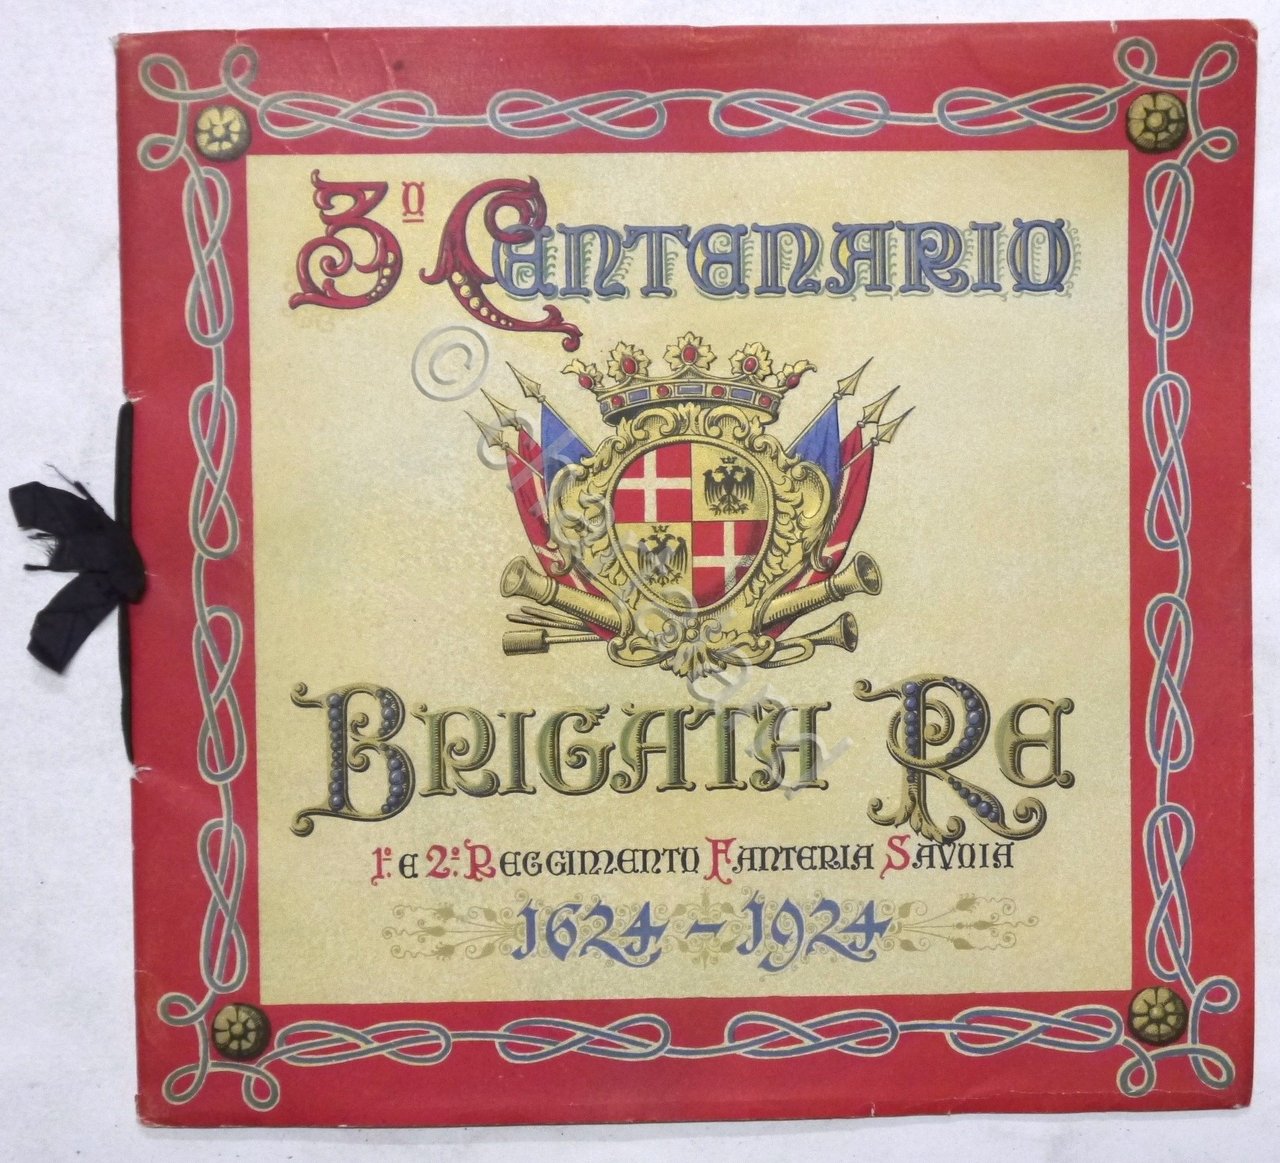 3º CENTENARIO
BRIGATA RE
1º E 2º REGGIMENTO FANTERIA SAVOIA
1624 - 1924